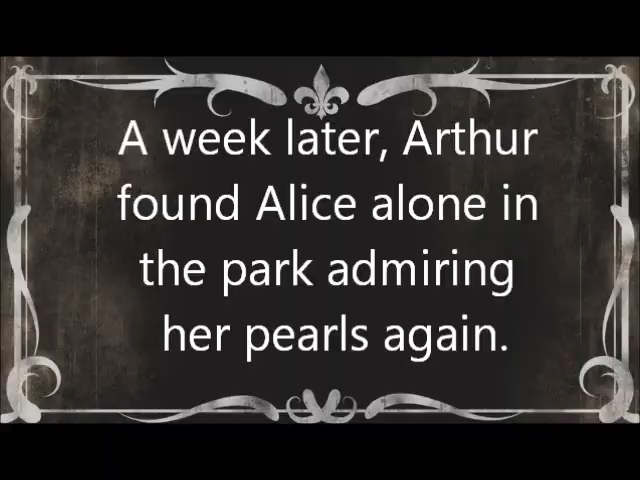 A week later, Arthur
found Alice alone in
the park admiring
her pearls again.